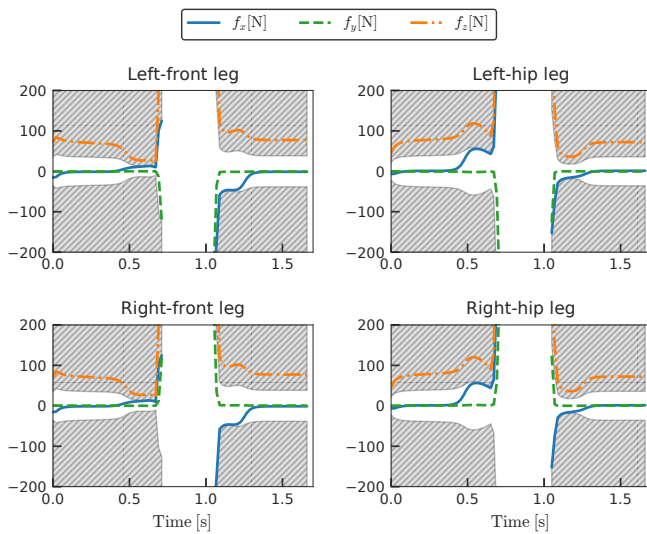 f_x[N] f_y[N] f_z[N]
Left-front leg Left-hip leg
200 200
100 100
0 0
−100 −100
−200 −200
0.0 0.5 1.0 1.5 0.0 0.5 1.0 1.5
Right-front leg Right-hip leg
200 200
100 100
0 0
−100 −100
−200 −200
0.0 0.5 1.0 1.5 0.0 0.5 1.0 1.5
Time [s] Time [s]